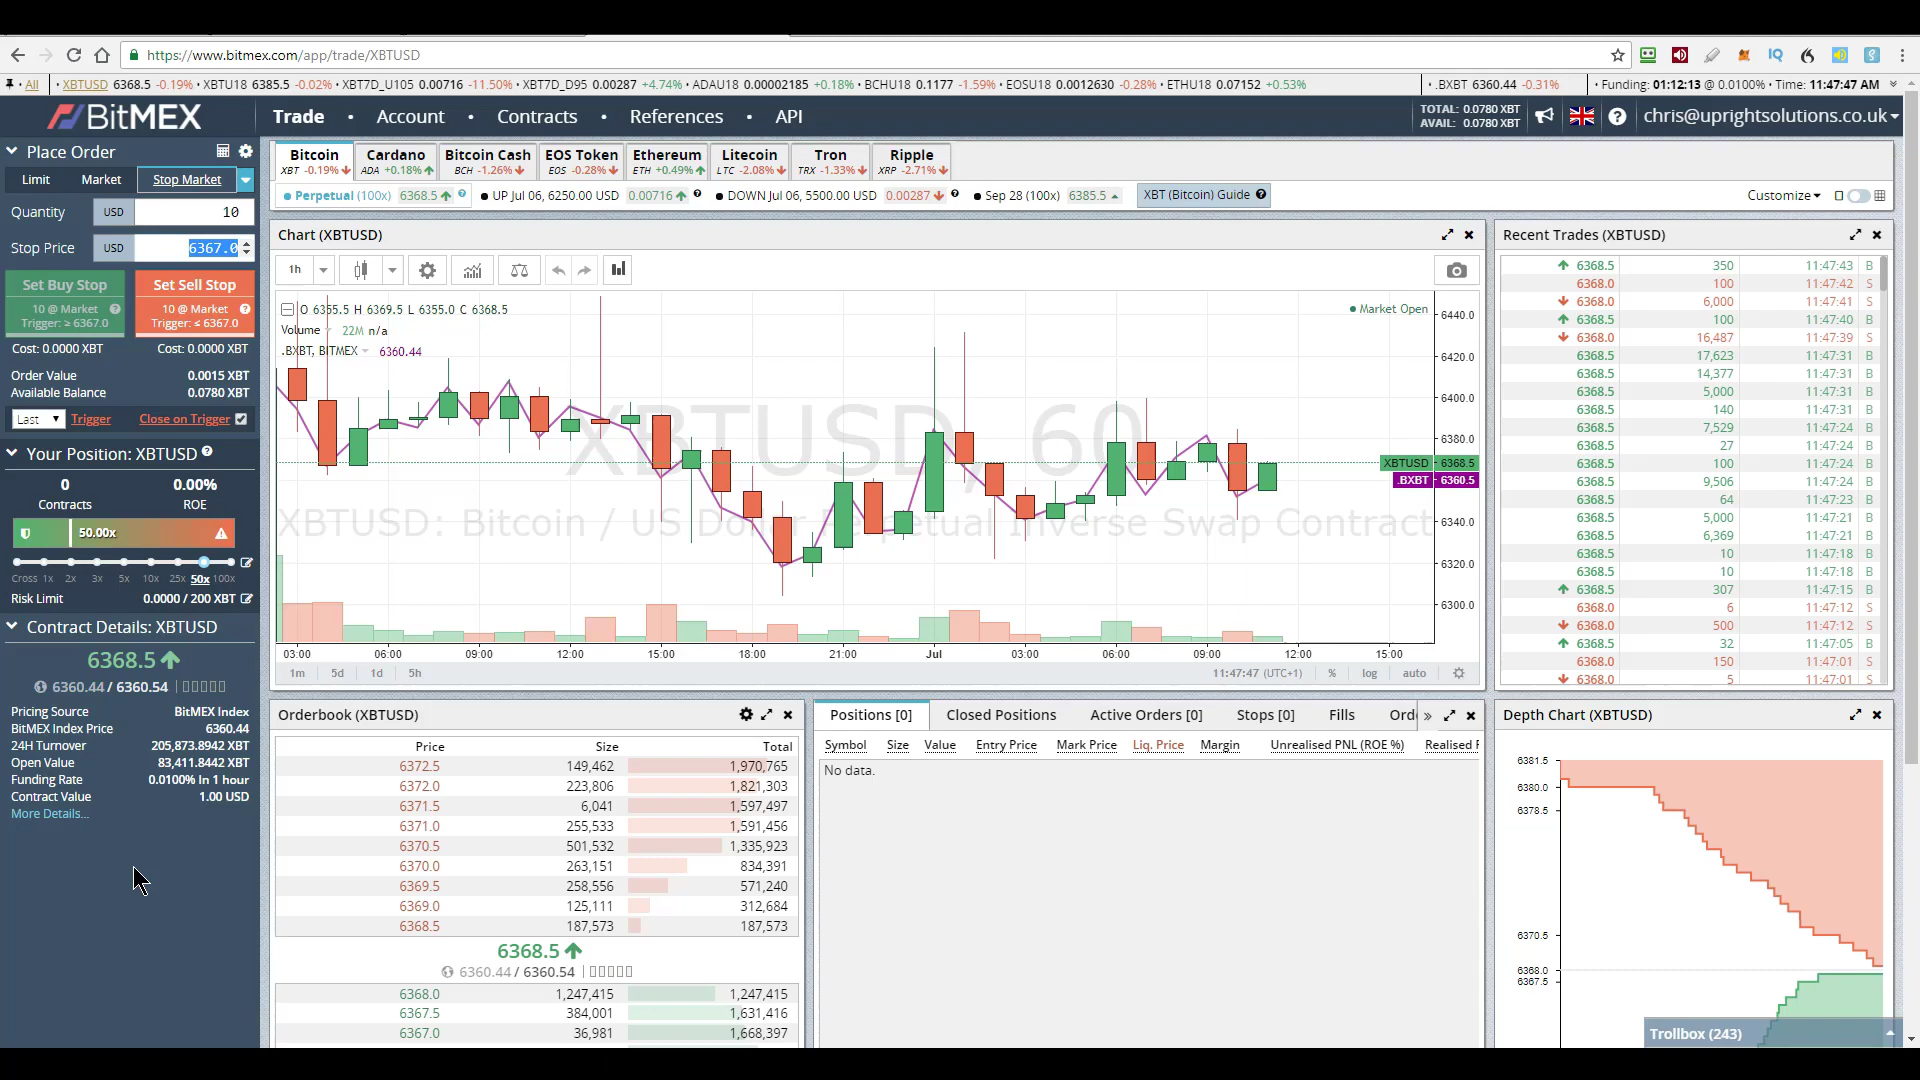 https://www.bitmex.com/app/trade/XBTUSD
All · XBTUSD 6368.5 -0.19% · XBTU18 6385.5 -0.02% · XBT7D_U105 0.00716 -11.50% · XBT7D_D95 0.00287 +4.74% · ADAU18 0.00002185 +0.18% · BCHU18 0.1177 -1.59% · EOSU18 0.0012630 -0.28% · ETHU18 0.07152 +0.53% · .BXBT 6360.44 -0.31% · Funding: 01:12:13 @ 0.0100% · Time: 11:47:47 AM
BitMEX Trade • Account • Contracts • References • API
TOTAL: 0.0780 XBT
AVAIL: 0.0780 XBT
chris@uprightsolutions.co.uk
Place Order
Limit Market Stop Market
Quantity USD 10
Stop Price USD 6367.0
Set Buy Stop Set Sell Stop
10 @ Market 10 @ Market
Trigger: ≥ 6367.0 Trigger: ≤ 6367.0
Cost: 0.0000 XBT Cost: 0.0000 XBT
Order Value 0.0015 XBT
Available Balance 0.0780 XBT
Last Trigger Close on Trigger
Your Position: XBTUSD
0 0.00%
Contracts ROE
50.00x
Cross 1x 2x 3x 5x 10x 25x 50x 100x
Risk Limit 0.0000 / 200 XBT
Contract Details: XBTUSD
6368.5
6360.44 / 6360.54
Pricing Source BitMEX Index
BitMEX Index Price 6360.44
24H Turnover 205,873.8942 XBT
Open Value 83,411.8442 XBT
Funding Rate 0.0100% In 1 hour
Contract Value 1.00 USD
More Details...
Bitcoin Cardano Bitcoin Cash EOS Token Ethereum Litecoin Tron Ripple
XBT -0.19% ADA +0.18% BCH -1.26% EOS -0.28% ETH +0.49% LTC -2.08% TRX -1.33% XRP -2.71%
Perpetual (100x) 6368.5 UP Jul 06, 6250.00 USD 0.00716 DOWN Jul 06, 5500.00 USD 0.00287 Sep 28 (100x) 6385.5 XBT (Bitcoin) Guide Customize
Chart (XBTUSD)
1h
O 6355.5 H 6369.5 L 6355.0 C 6368.5
Volume 22M n/a
.BXBT, BITMEX 6360.44
Market Open
XBTUSD, 60
XBTUSD: Bitcoin / US Dollar Perpetual Inverse Swap Contract
6440.0
6420.0
6400.0
6380.0
XBTUSD 6368.5
.BXBT 6360.5
6340.0
6320.0
6300.0
03:00 06:00 09:00 12:00 15:00 18:00 21:00 Jul 03:00 06:00 09:00 12:00 15:00
1m 5d 1d 5h 11:47:47 (UTC+1) % log auto
Recent Trades (XBTUSD)
6368.5 350 11:47:43 B
6368.0 100 11:47:42 S
6368.0 6,000 11:47:41 S
6368.5 100 11:47:40 B
6368.0 16,487 11:47:39 S
6368.5 17,623 11:47:31 B
6368.5 14,377 11:47:31 B
6368.5 5,000 11:47:31 B
6368.5 140 11:47:31 B
6368.5 7,529 11:47:24 B
6368.5 27 11:47:24 B
6368.5 100 11:47:24 B
6368.5 9,506 11:47:24 B
6368.5 64 11:47:23 B
6368.5 5,000 11:47:21 B
6368.5 6,369 11:47:21 B
6368.5 10 11:47:18 B
6368.5 10 11:47:18 B
6368.5 307 11:47:15 B
6368.0 6 11:47:12 S
6368.0 500 11:47:12 S
6368.5 32 11:47:05 B
6368.0 150 11:47:01 S
6368.0 5 11:47:01 S
Orderbook (XBTUSD)
Price Size Total
6372.5 149,462 1,970,765
6372.0 223,806 1,821,303
6371.5 6,041 1,597,497
6371.0 255,533 1,591,456
6370.5 501,532 1,335,923
6370.0 263,151 834,391
6369.5 258,556 571,240
6369.0 125,111 312,684
6368.5 187,573 187,573
6368.5
6360.44 / 6360.54
6368.0 1,247,415 1,247,415
6367.5 384,001 1,631,416
6367.0 36,981 1,668,397
Positions [0] Closed Positions Active Orders [0] Stops [0] Fills Ord »
Symbol Size Value Entry Price Mark Price Liq. Price Margin Unrealised PNL (ROE %) Realised
No data.
Depth Chart (XBTUSD)
6381.5
6380.0
6378.5
6370.5
6368.0
6367.5
Trollbox (243)